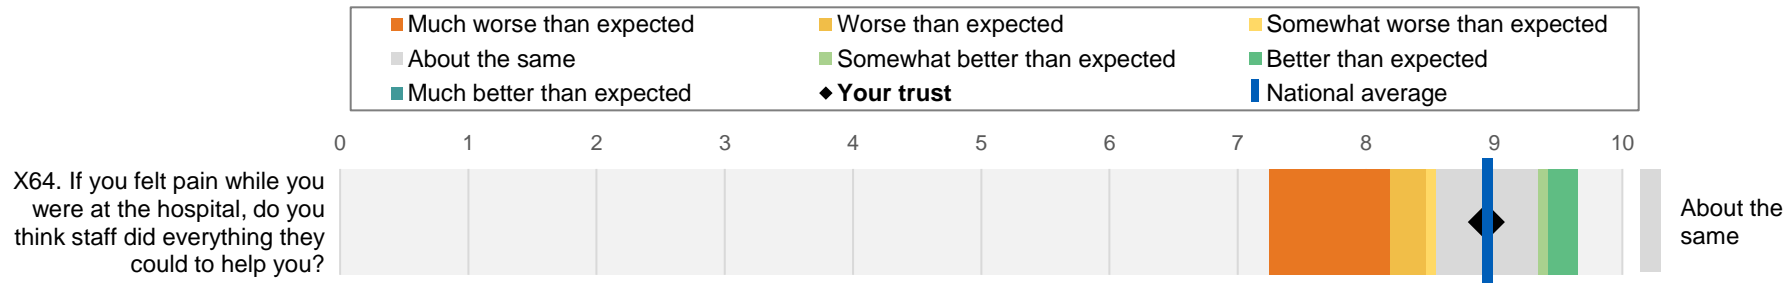 Much worse than expected
Worse than expected
Somewhat worse than expected
About the same
Somewhat better than expected
Better than expected
Much better than expected
Your trust
National average
0 1 2 3 4 5 6 7 8 9 10
X64. If you felt pain while you
were at the hospital, do you
think staff did everything they
could to help you?
About the
same